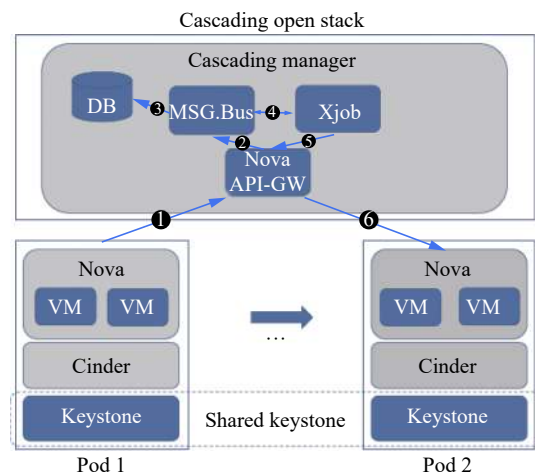 Cascading open stack
Cascading manager
DB
3
MSG.Bus
4
Xjob
2
5
Nova
API-GW
1
6
Nova
VM
VM
Cinder
Keystone
Pod 1
...
Shared keystone
Nova
VM
VM
Cinder
Keystone
Pod 2